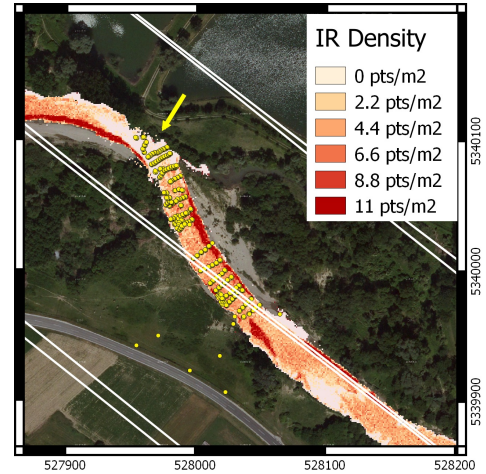 IR Density
0 pts/m2
2.2 pts/m2
4.4 pts/m2
6.6 pts/m2
8.8 pts/m2
11 pts/m2
5340100
5340000
5339900
527900
528000
528100
528200